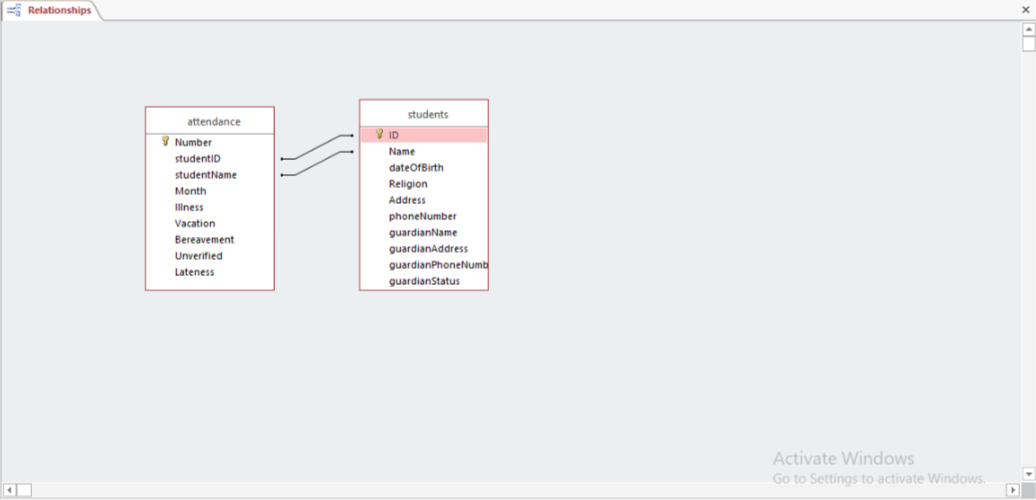 Relationships
attendance
Number
studentID
studentName
Month
Illness
Vacation
Bereavement
Unverified
Lateness
students
ID
Name
dateOfBirth
Religion
Address
phoneNumber
guardianName
guardianAddress
guardianPhoneNumb
guardianStatus
Activate Windows
Go to Settings to activate Windows.